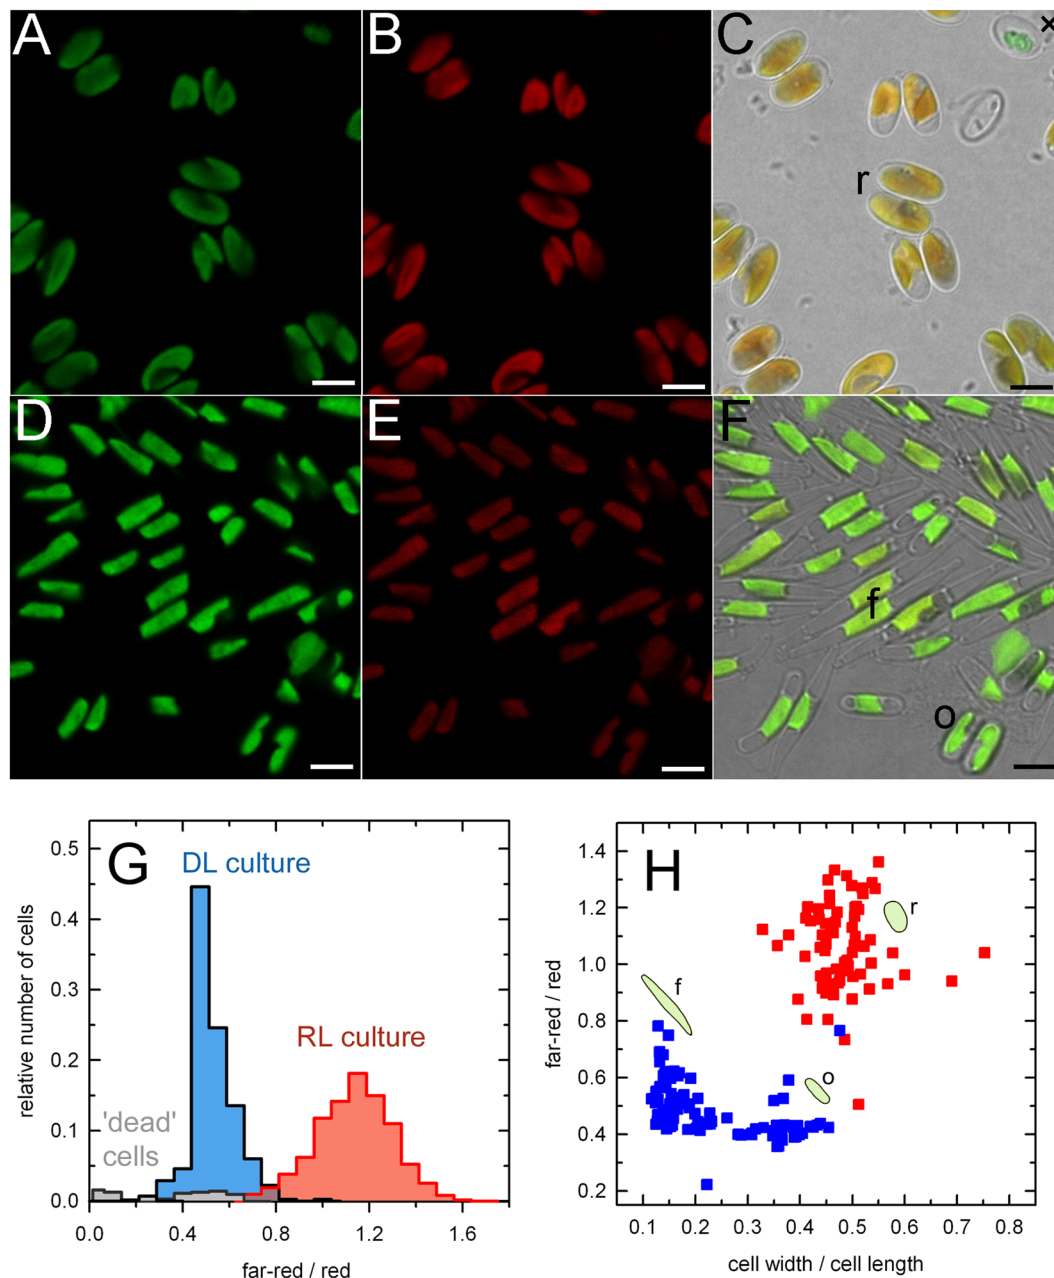 A
B
C
×
r
D
E
F
f
o
G
DL culture
RL culture
'dead'
cells
relative number of cells
0.5
0.4
0.3
0.2
0.1
0.0
0.0 0.4 0.8 1.2 1.6
far-red / red
H
r
f
o
far-red / red
1.4
1.2
1.0
0.8
0.6
0.4
0.2
0.1 0.2 0.3 0.4 0.5 0.6 0.7 0.8
cell width / cell length